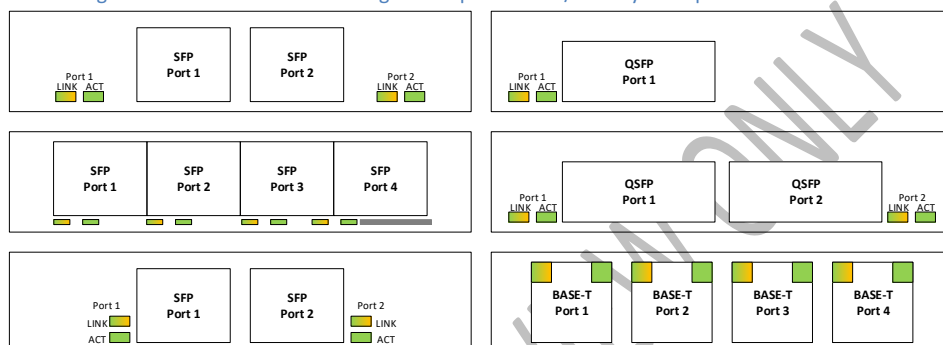 SFP
Port 1
SFP
Port 2
Port 1
LINK ACT
Port 2
LINK ACT
QSFP
Port 1
Port 1
LINK ACT
SFP
Port 1
SFP
Port 2
SFP
Port 3
SFP
Port 4
QSFP
Port 1
QSFP
Port 2
Port 1
LINK ACT
Port 2
LINK ACT
SFP
Port 1
SFP
Port 2
Port 1
LINK
ACT
Port 2
LINK
ACT
BASE-T
Port 1
BASE-T
Port 2
BASE-T
Port 3
BASE-T
Port 4
ONLY